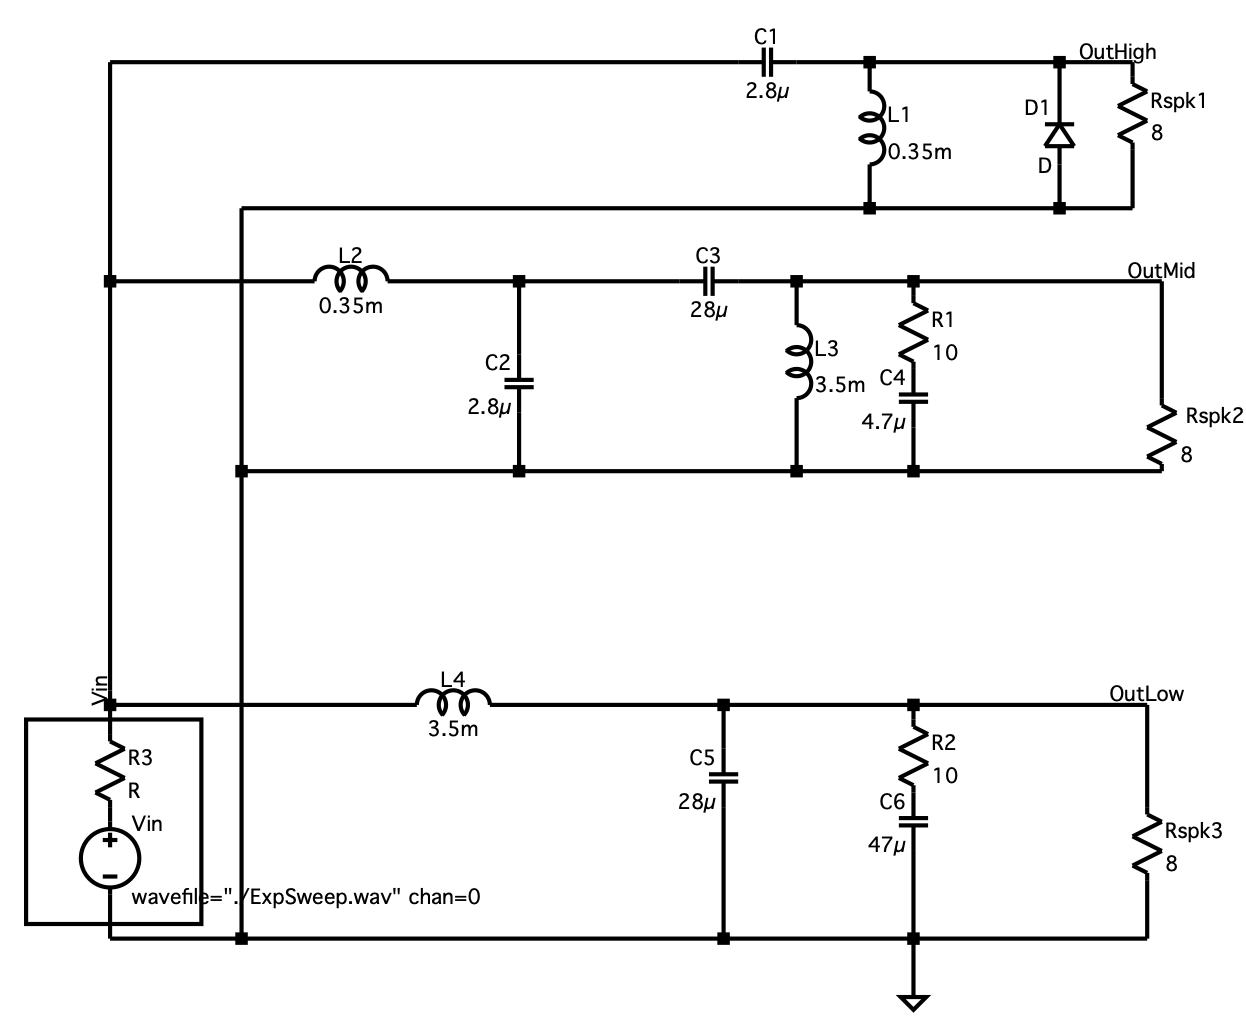 C1
2.8µ
OutHigh
L1
0.35m
D1
D
Rspk1
8
L2
0.35m
C3
28µ
OutMid
C2
2.8µ
L3
3.5m
R1
10
C4
4.7µ
Rspk2
8
Vin
L4
3.5m
OutLow
R3
R
Vin
wavefile="./ExpSweep.wav" chan=0
C5
28µ
R2
10
C6
47µ
Rspk3
8